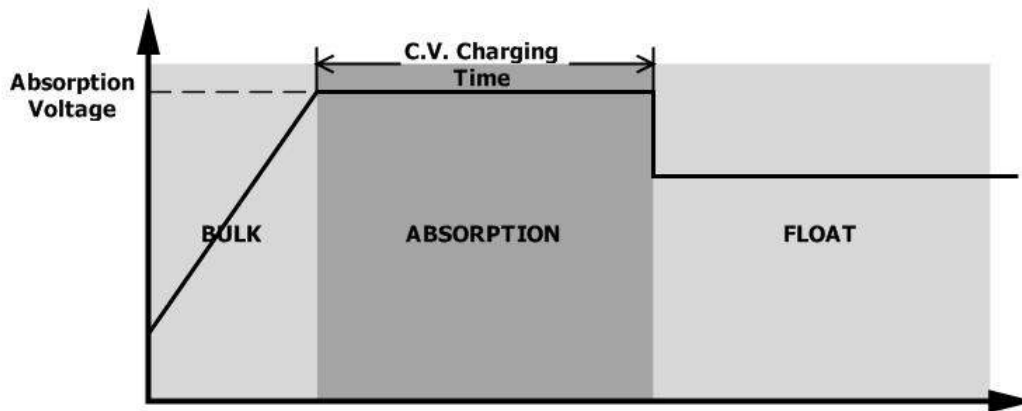 C.V. Charging
Time
Absorption
Voltage
BULK
ABSORPTION
FLOAT